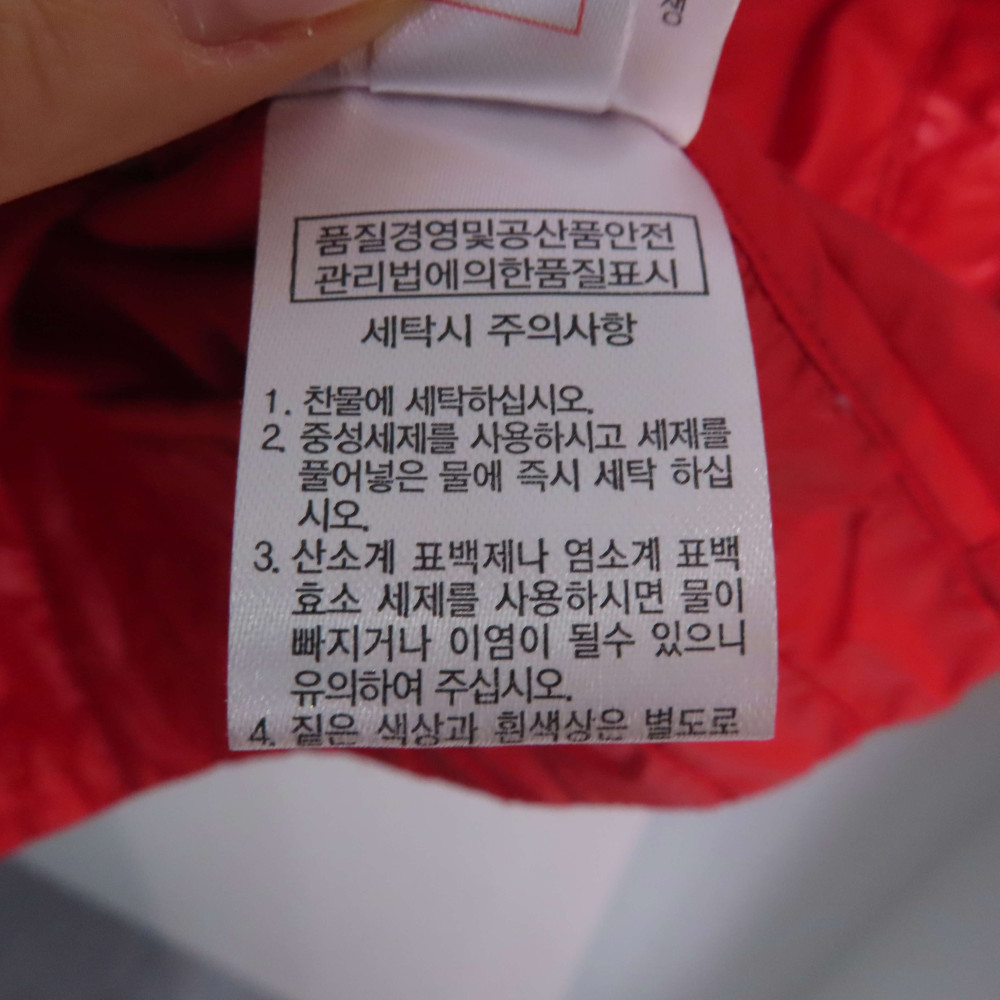 품질경영및공산품안전
관리법에의한품질표시
세탁시 주의사항
1. 찬물에 세탁하십시오.
2. 중성세제를 사용하시고 세제를
풀어넣은 물에 즉시 세탁 하십
시오.
3. 산소계 표백제나 염소계 표백
효소 세제를 사용하시면 물이
빠지거나 이염이 될수 있으니
유의하여 주십시오.
4. 짙은 색상과 흰색상은 별도로